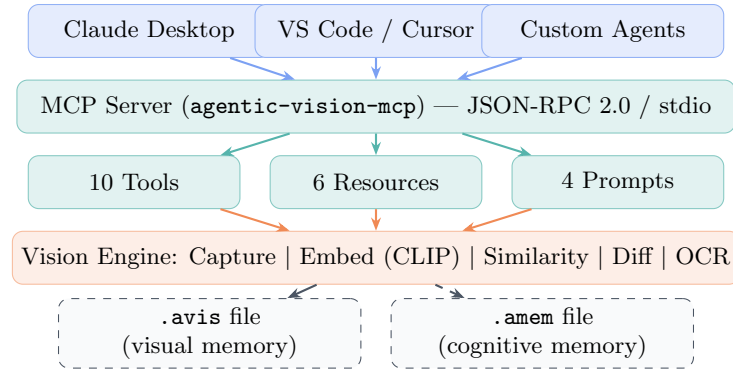 Claude Desktop
VS Code / Cursor
Custom Agents
MCP Server (agentic-vision-mcp) — JSON-RPC 2.0 / stdio
10 Tools
6 Resources
4 Prompts
Vision Engine: Capture | Embed (CLIP) | Similarity | Diff | OCR
.avis file
(visual memory)
.amem file
(cognitive memory)